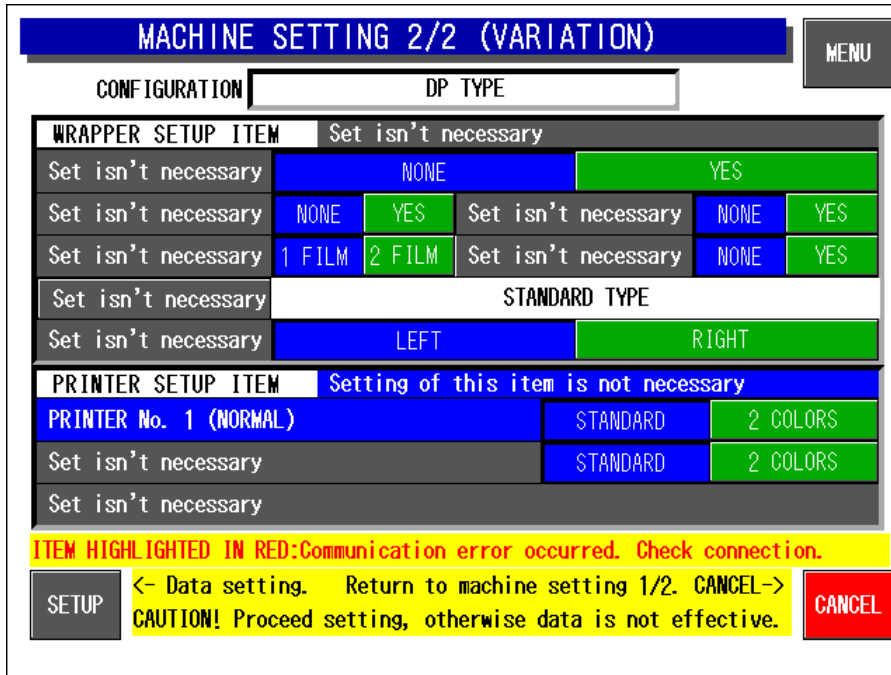 MACHINE SETTING 2/2 (VARIATION)
MENU
CONFIGURATION DP TYPE
WRAPPER SETUP ITEM Set isn't necessary
Set isn't necessary NONE YES
Set isn't necessary NONE YES Set isn't necessary NONE YES
Set isn't necessary 1 FILM 2 FILM Set isn't necessary NONE YES
Set isn't necessary STANDARD TYPE
Set isn't necessary LEFT RIGHT
PRINTER SETUP ITEM Setting of this item is not necessary
PRINTER No. 1 (NORMAL) STANDARD 2 COLORS
Set isn't necessary STANDARD 2 COLORS
Set isn't necessary
ITEM HIGHLIGHTED IN RED:Communication error occurred. Check connection.
SETUP
<- Data setting. Return to machine setting 1/2. CANCEL->
CAUTION! Proceed setting, otherwise data is not effective.
CANCEL